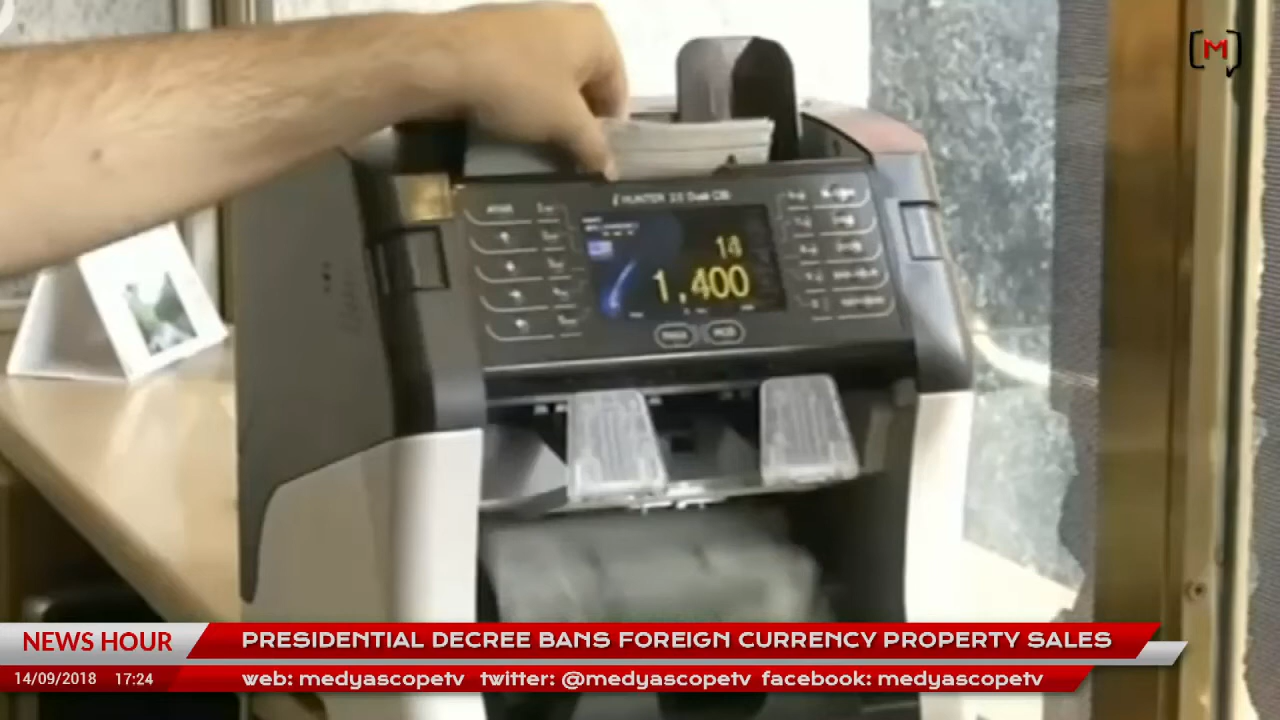 M
HUNTER
14
1,400
NEWS HOUR
PRESIDENTIAL DECREE BANS FOREIGN CURRENCY PROPERTY SALES
14/09/2018 17:24
web: medyascopetv twitter: @medyascopetv facebook: medyascopetv